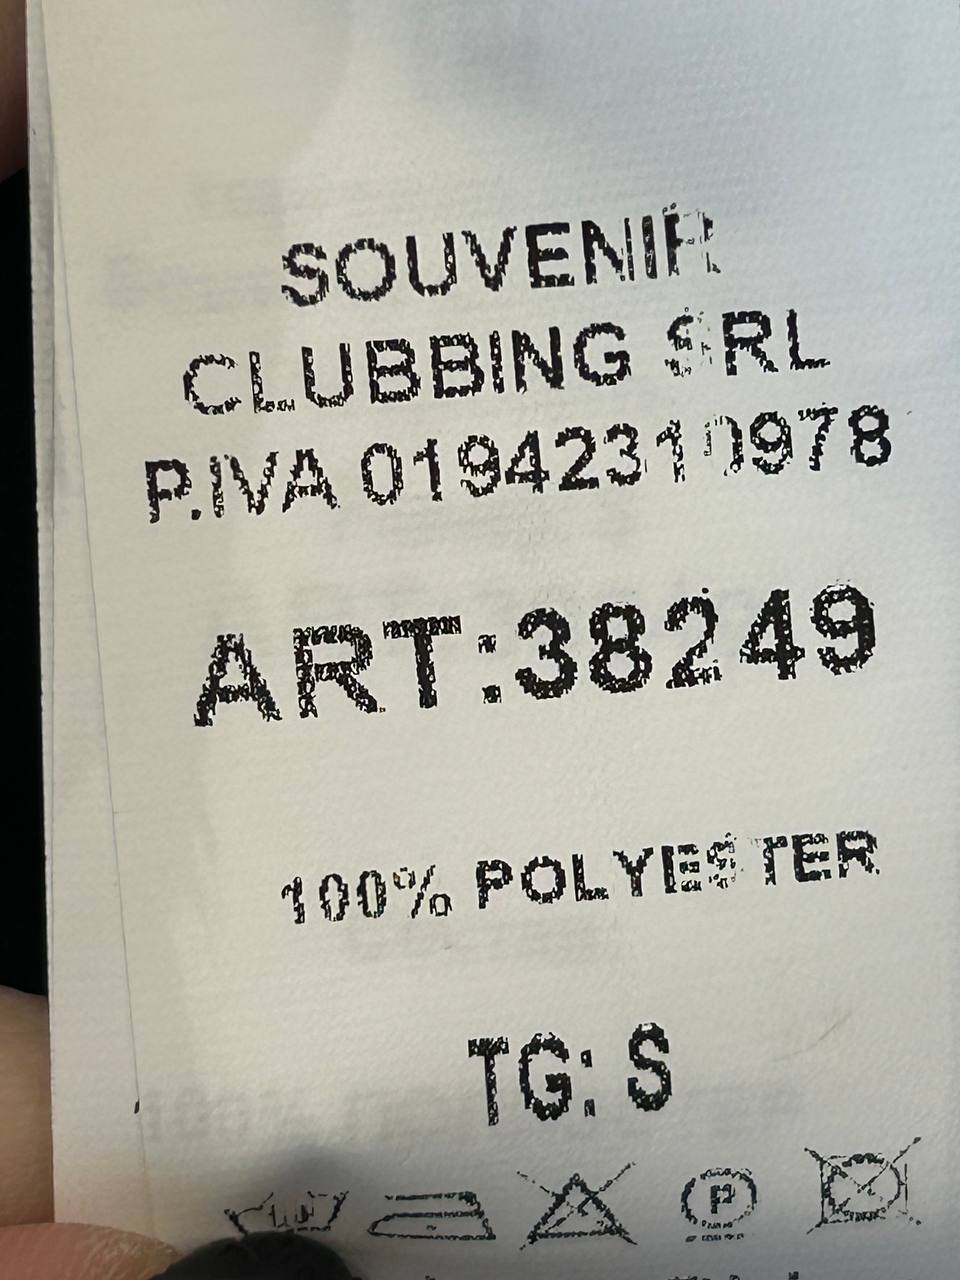 SOUVENIR
CLUBBING SRL
P.IVA 01942310978
ART:38249
100% POLYESTER
TG: S
P